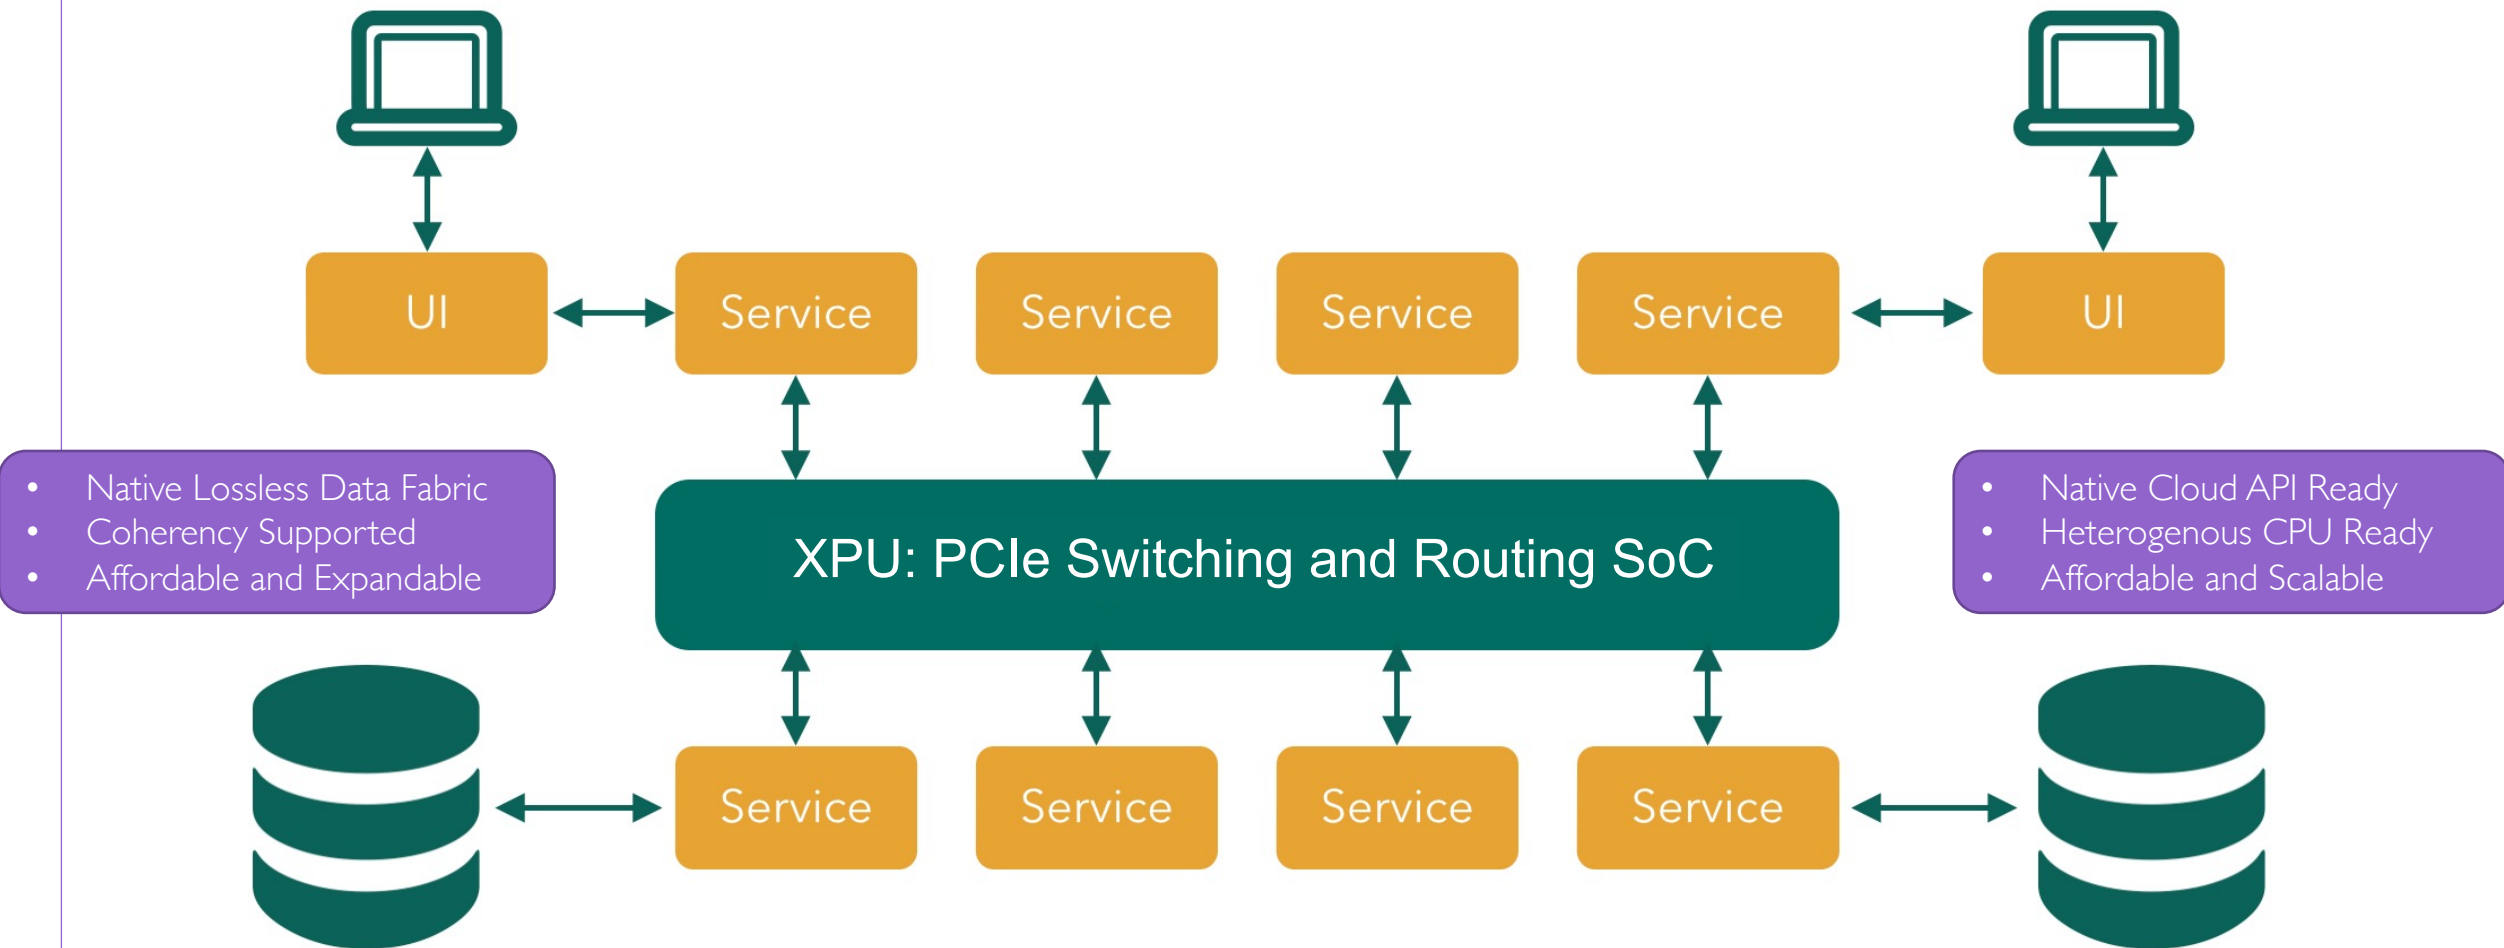 UI
Service
Service
Service
Service
UI
• Native Lossless Data Fabric
• Coherency Supported
• Affordable and Expandable
XPU: PCIe Switching and Routing SoC
• Native Cloud API Ready
• Heterogenous CPU Ready
• Affordable and Scalable
Service
Service
Service
Service